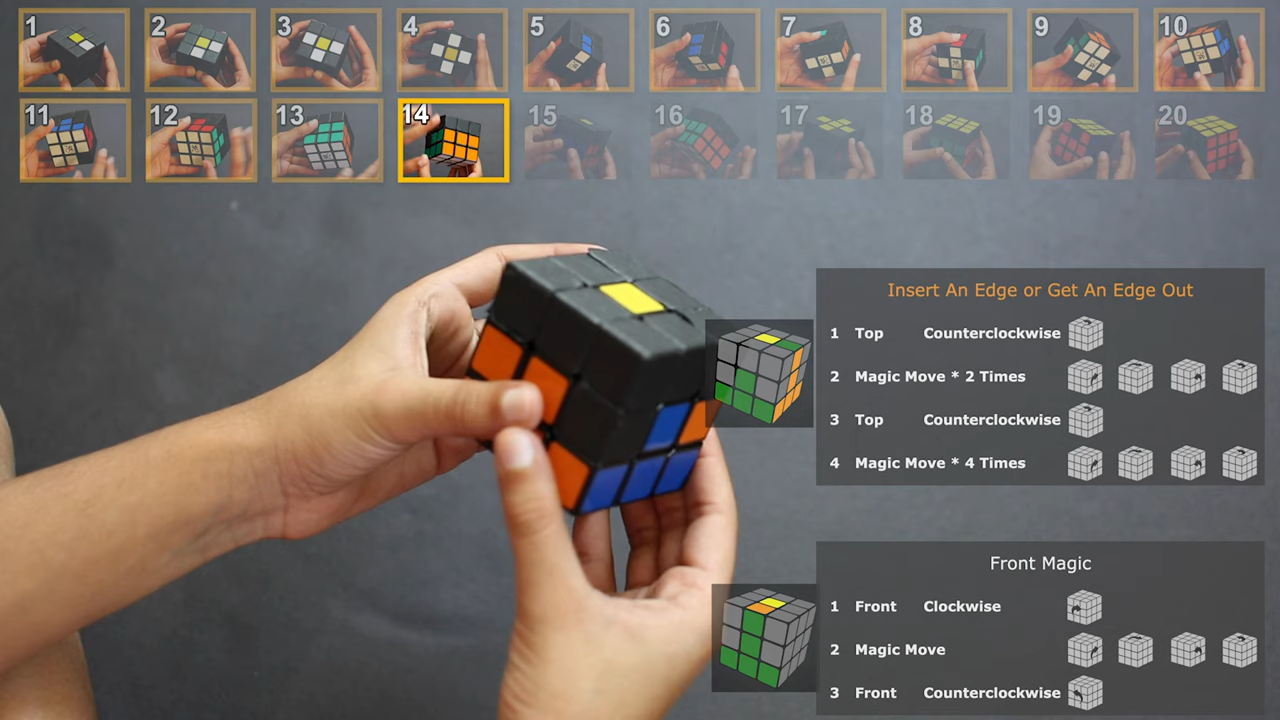 1 2 3 4 5 6 7 8 9 10
11 12 13 14 15 16 17 18 19 20
Insert An Edge or Get An Edge Out
1 Top Counterclockwise
2 Magic Move * 2 Times
3 Top Counterclockwise
4 Magic Move * 4 Times
Front Magic
1 Front Clockwise
2 Magic Move
3 Front Counterclockwise